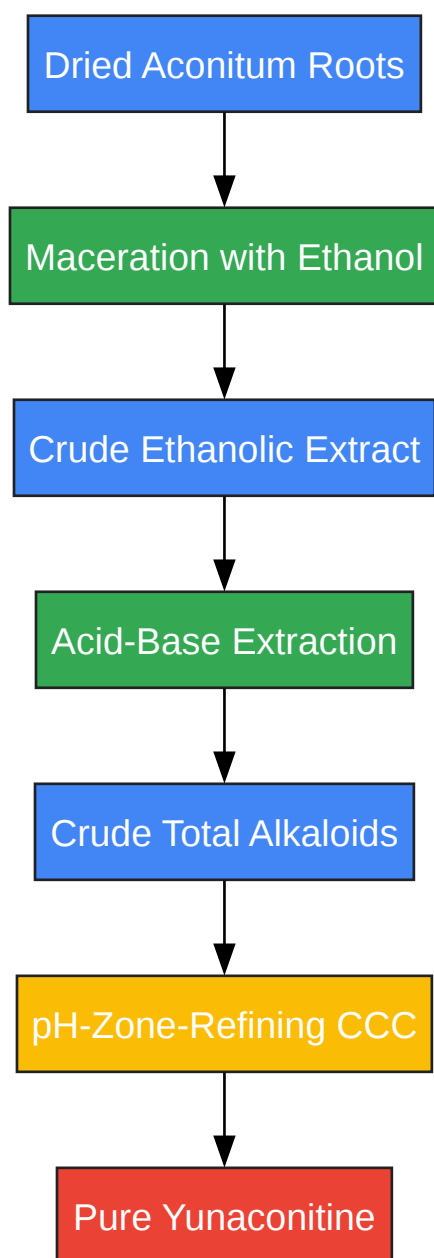 Dried Aconitum Roots
Maceration with Ethanol
Crude Ethanolic Extract
Acid-Base Extraction
Crude Total Alkaloids
pH-Zone-Refining CCC
Pure Yunaconitine